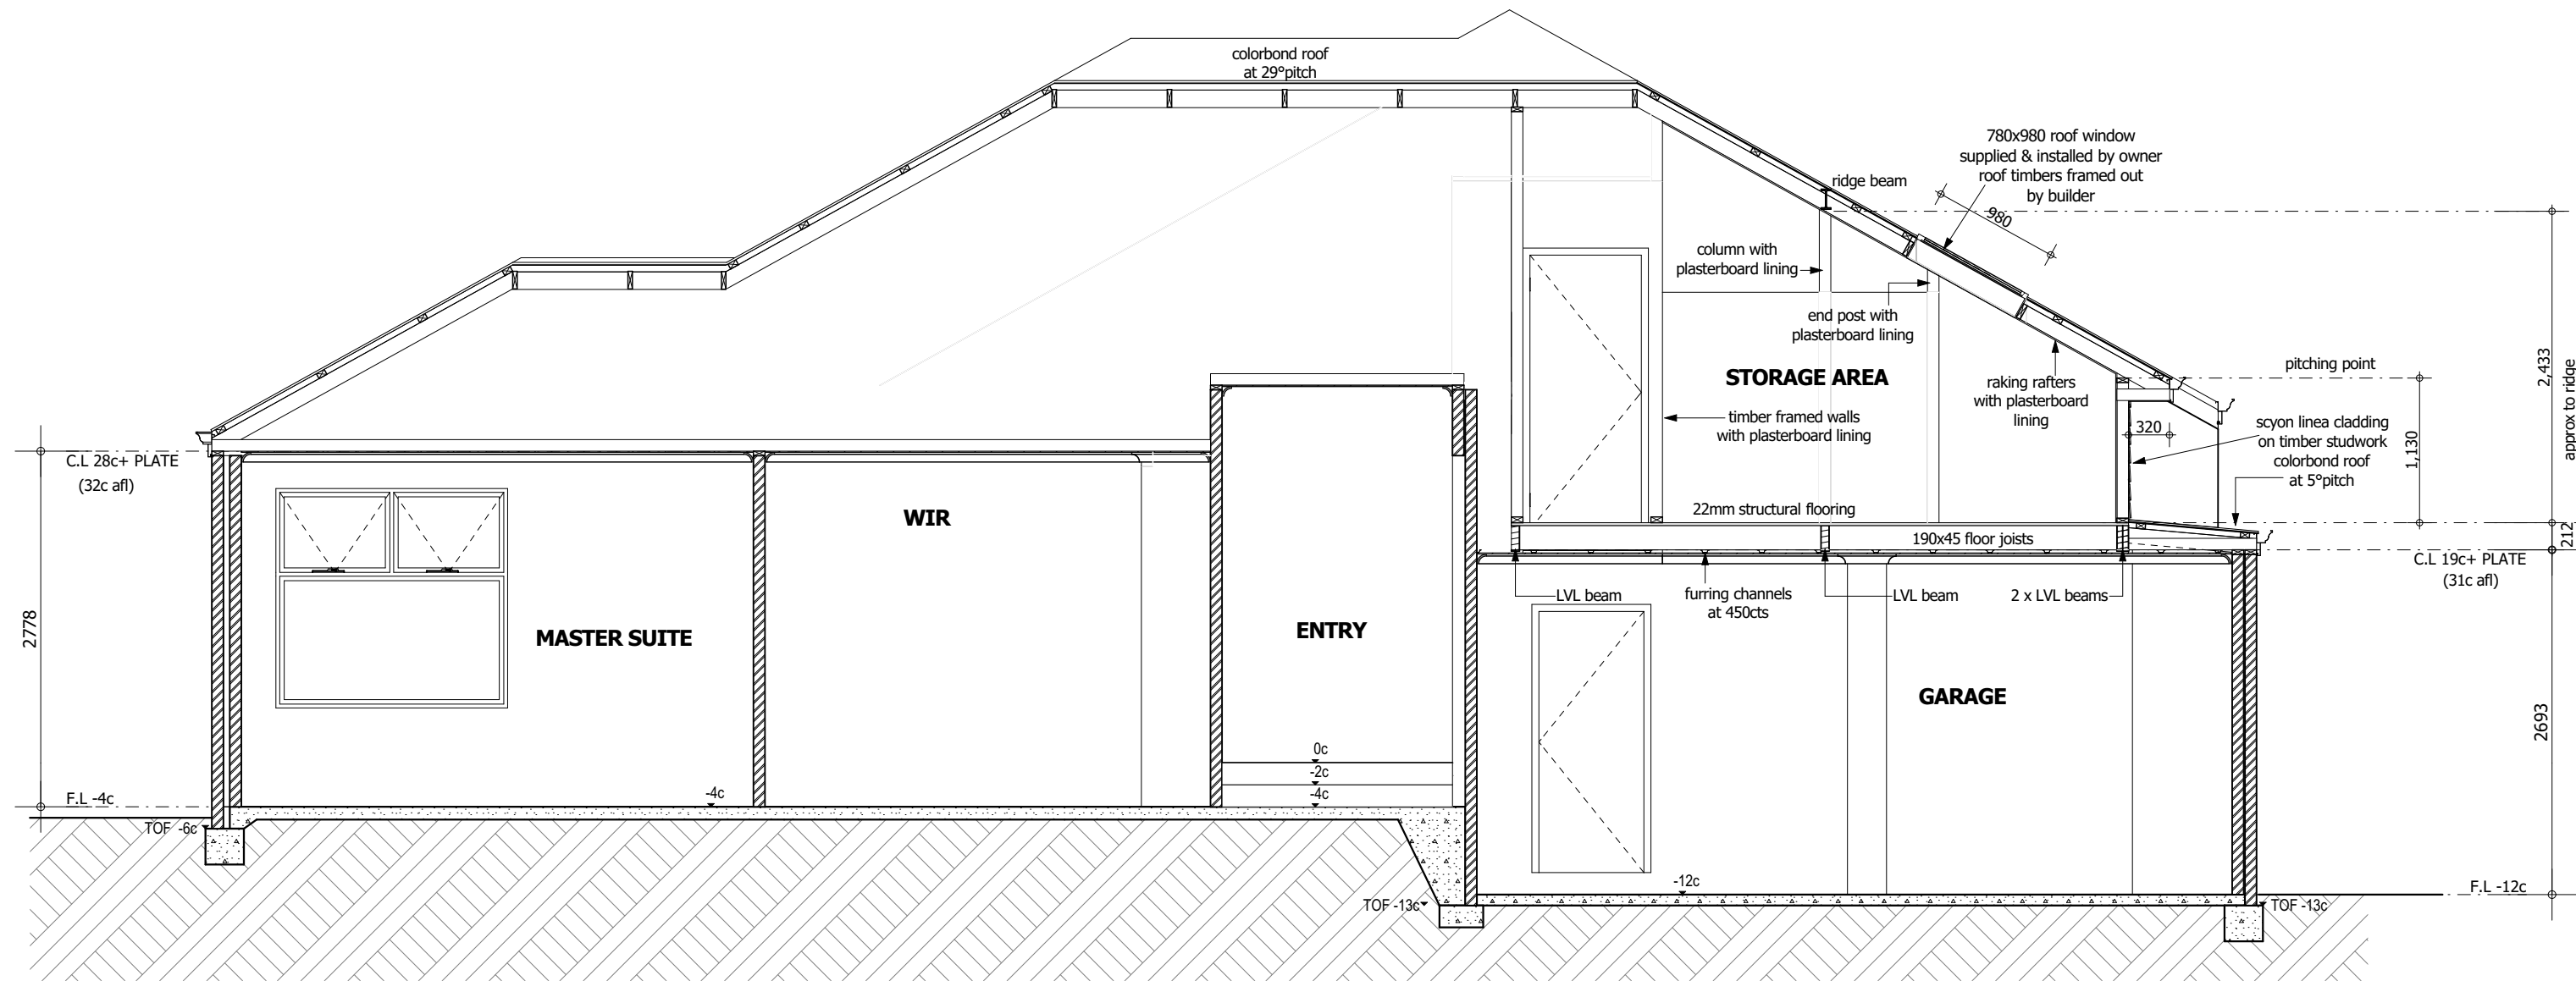 colorbond roof
at 29°pitch
780x980 roof window
supplied & installed by owner
roof timbers framed out
by builder
ridge beam
980
column with
plasterboard lining
end post with
plasterboard lining
STORAGE AREA
raking rafters
with plasterboard
lining
pitching point
2,433
approx to ridge
timber framed walls
with plasterboard lining
320
scyon linea cladding
on timber studwork
colorbond roof
at 5°pitch
1,130
C.L 28c+ PLATE
(32c afl)
WIR
22mm structural flooring
190x45 floor joists
212
C.L 19c+ PLATE
(31c afl)
LVL beam
furring channels
at 450cts
LVL beam
2 x LVL beams
2778
MASTER SUITE
ENTRY
GARAGE
2693
0c
-2c
-4c
-4c
F.L -4c
TOF -6c
-12c
F.L -12c
TOF -13c
TOF -13c